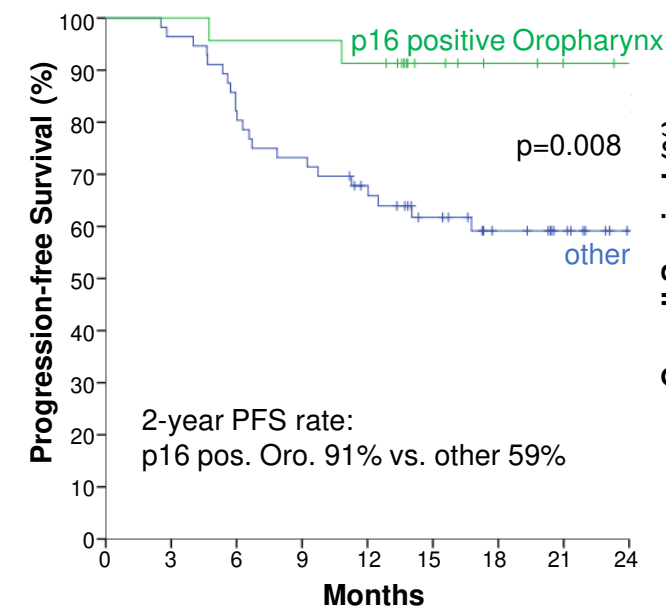 100
90
80
70
60
50
40
30
20
10
0
Progression-free Survival (%)
p16 positive Oropharynx
p=0.008
other
2-year PFS rate:
p16 pos. Oro. 91% vs. other 59%
0 3 6 9 12 15 18 21 24
Months